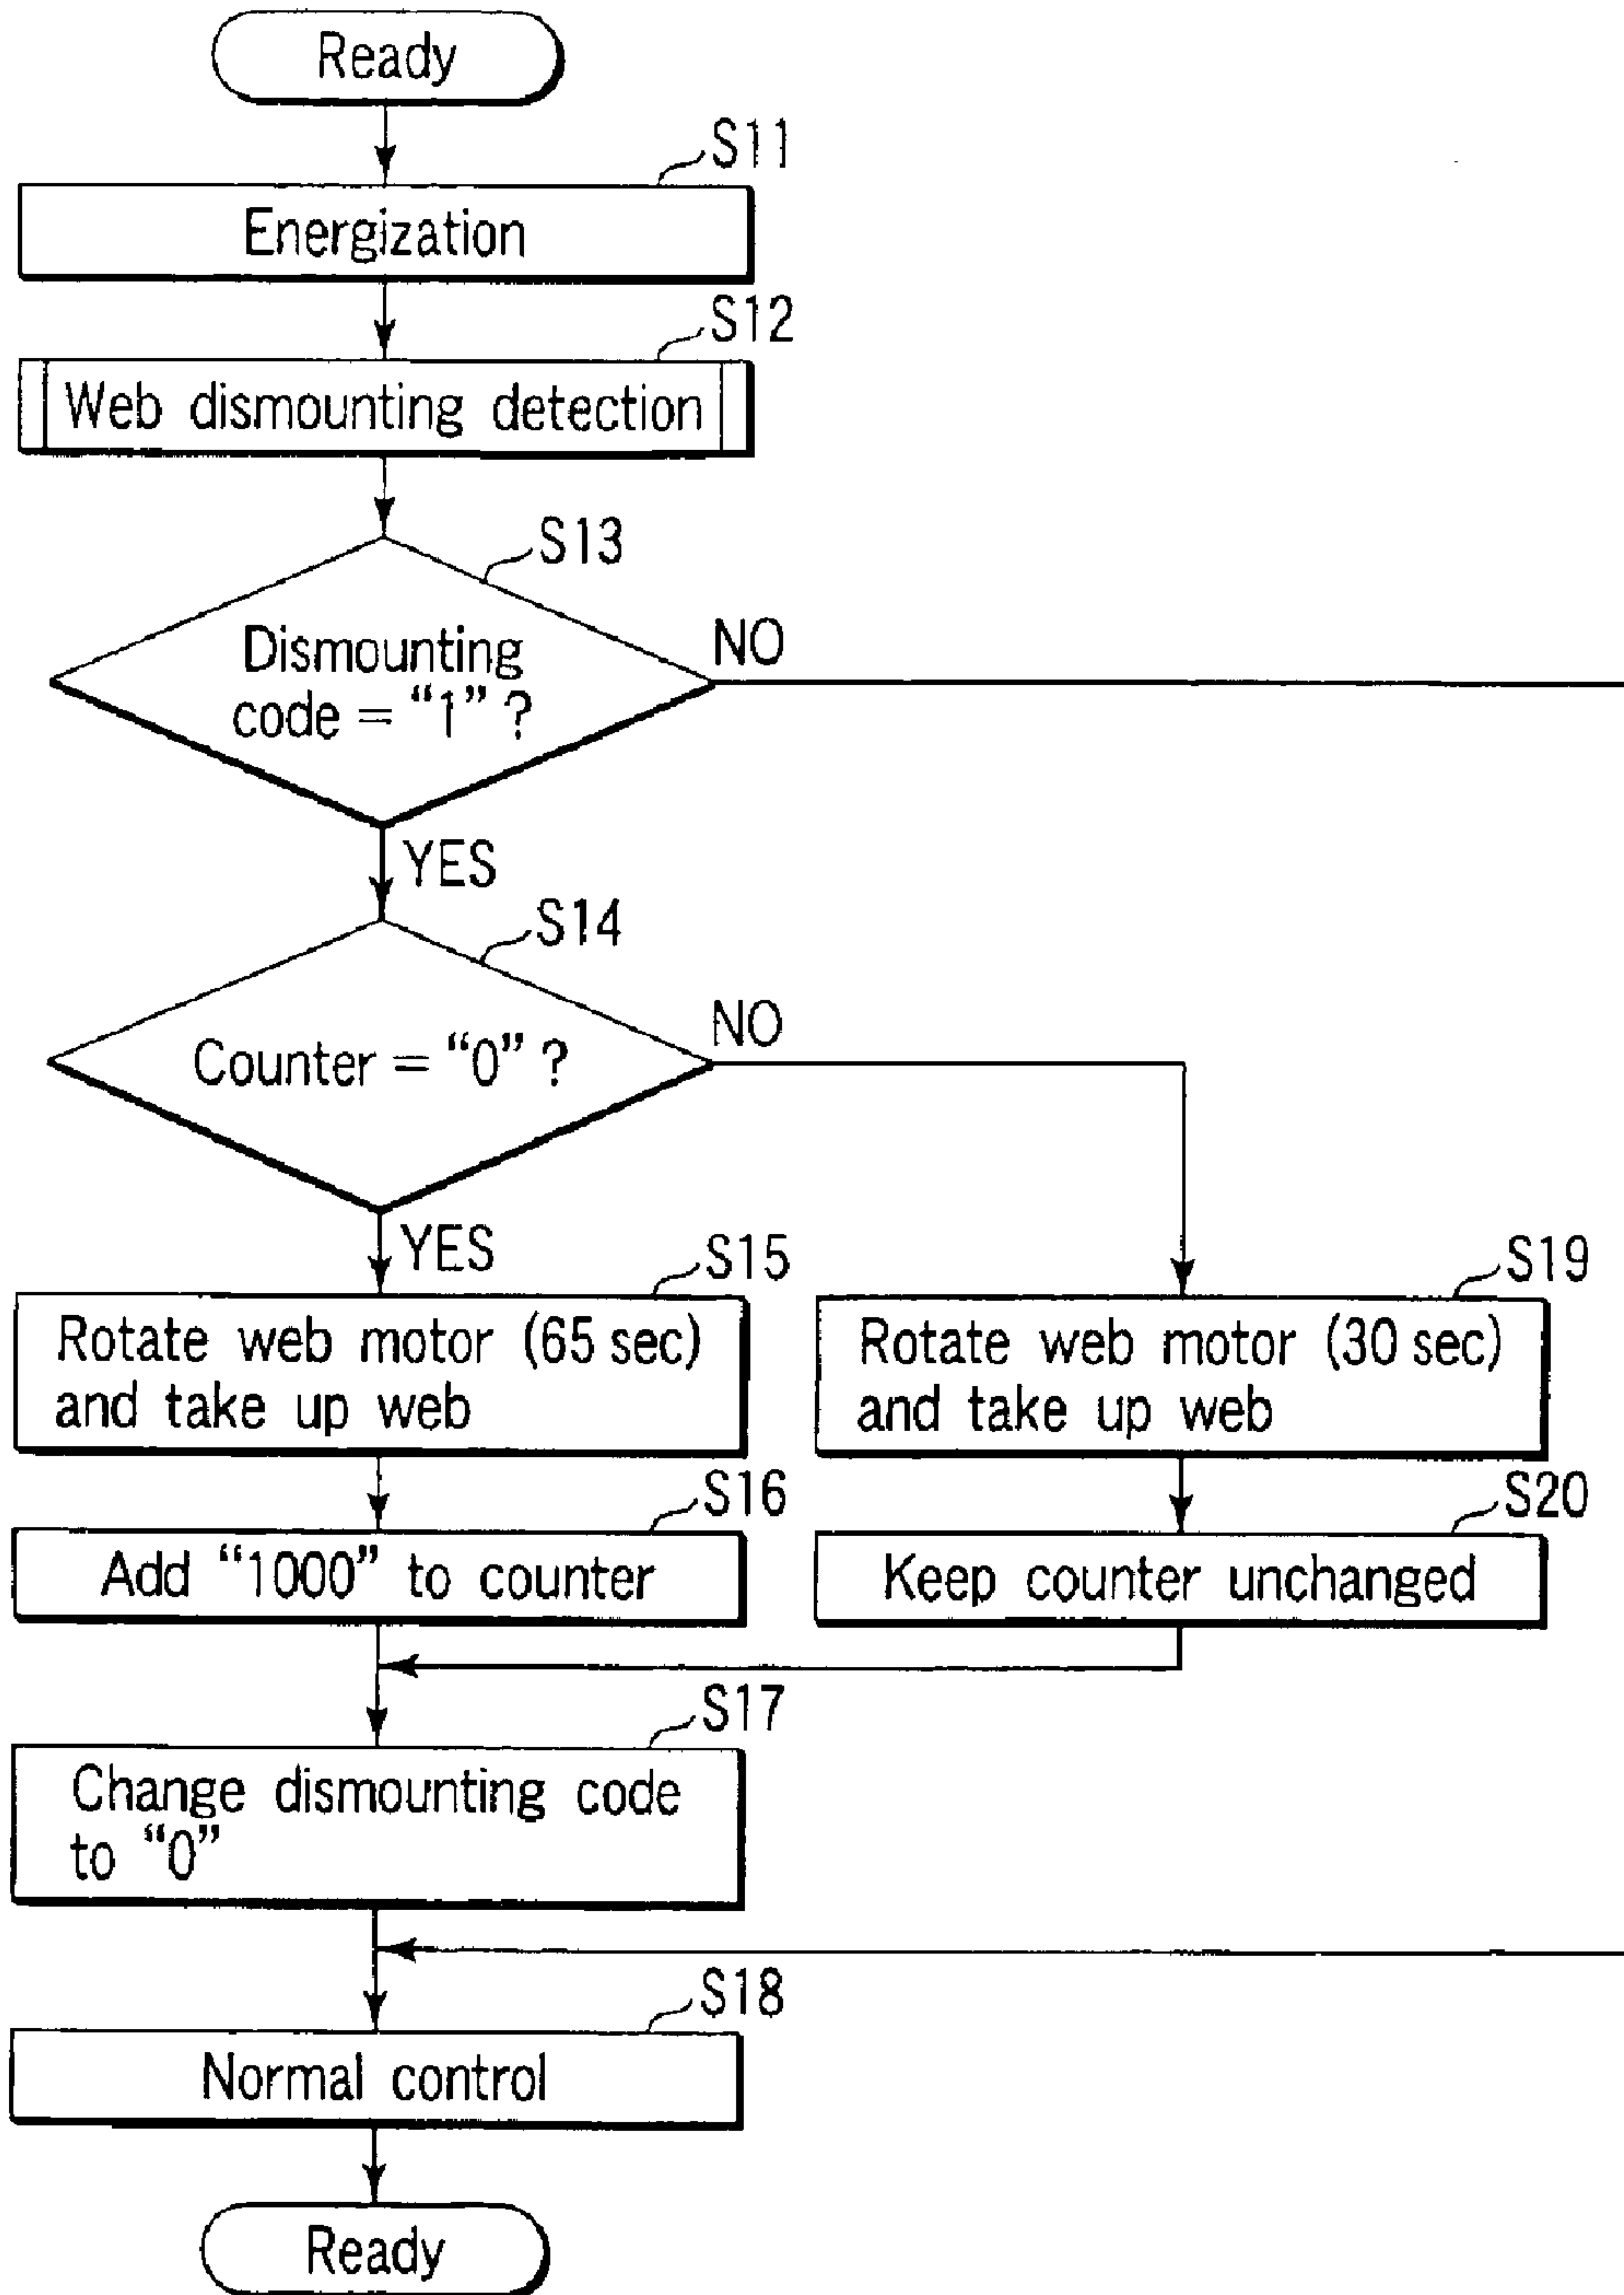 Ready
S11
Energization
S12
Web dismounting detection
S13
Dismounting
code = “1” ?
NO
YES
S14
Counter = “0” ?
NO
YES
S15
Rotate web motor (65 sec)
and take up web
S19
Rotate web motor (30 sec)
and take up web
S16
Add “1000” to counter
S20
Keep counter unchanged
S17
Change dismounting code
to “0”
S18
Normal control
Ready